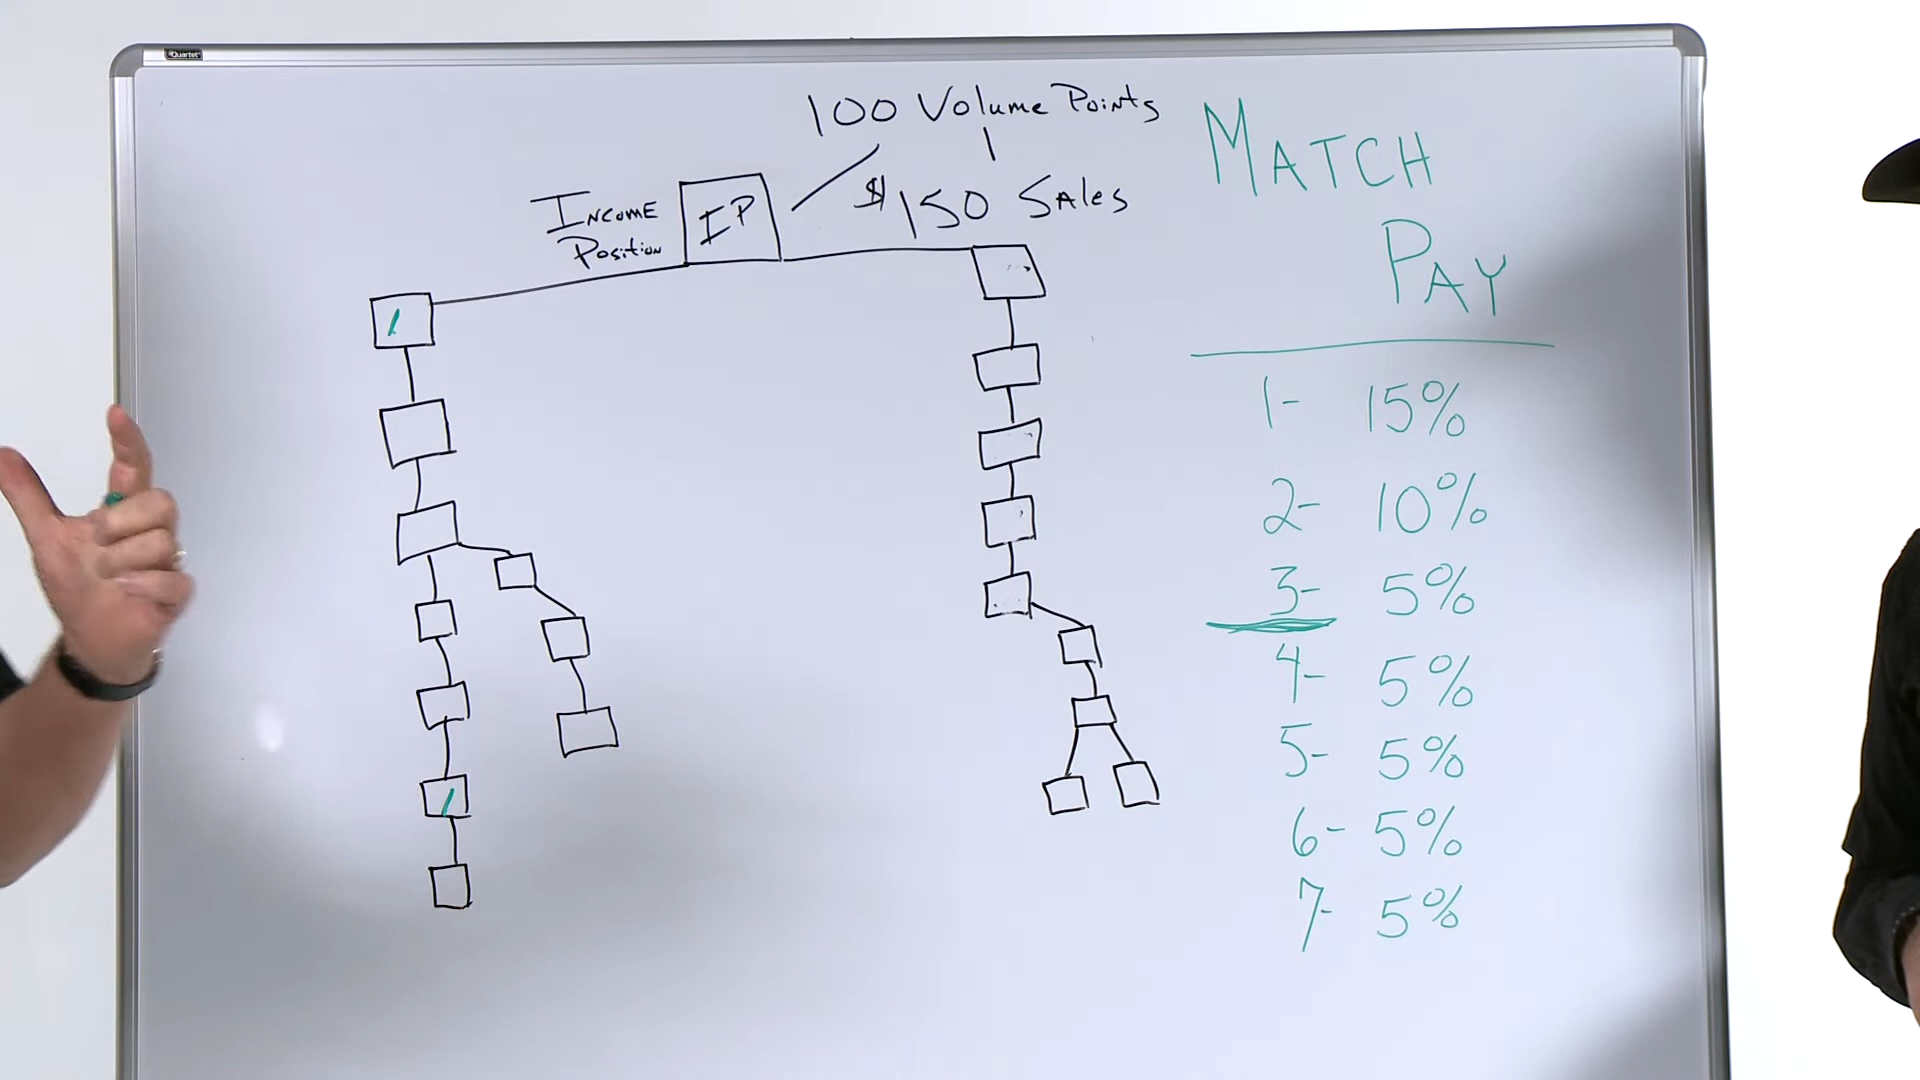 Quartet
100 Volume Points
$150 Sales
Income
Position
IP
Match
Pay
1- 15%
2- 10%
3- 5%
4- 5%
5- 5%
6- 5%
7- 5%